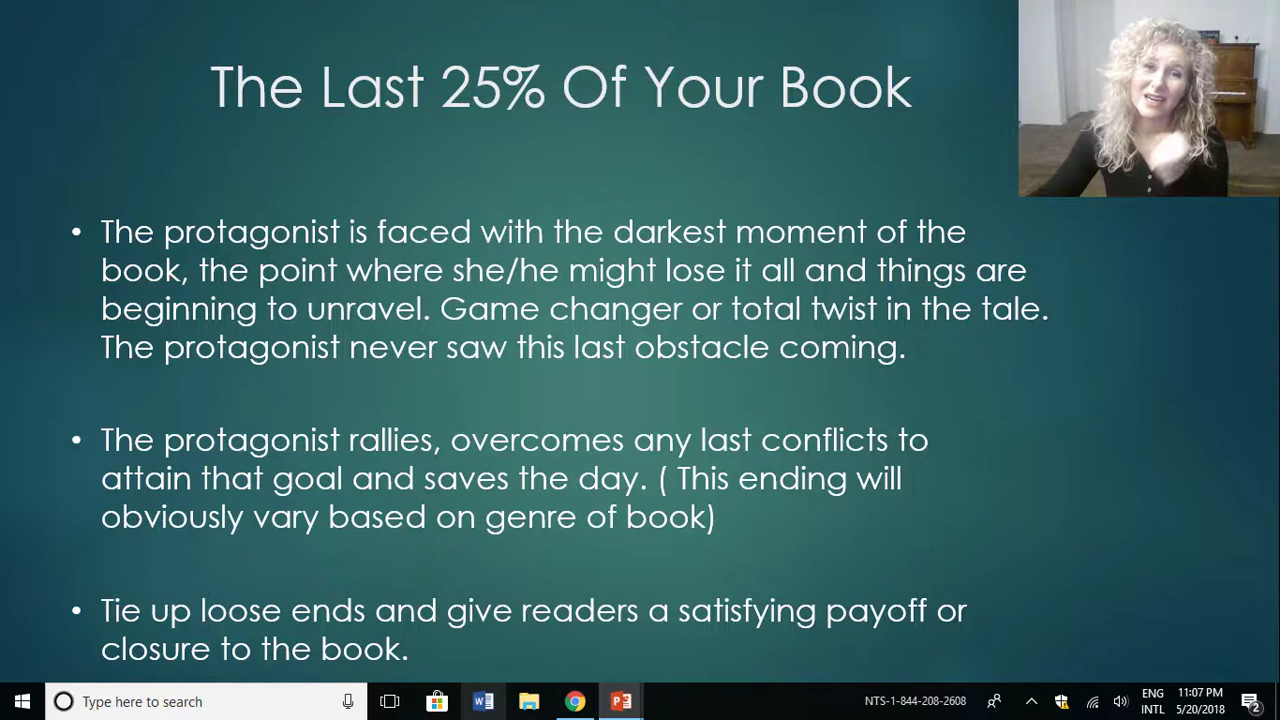 The Last 25% Of Your Book
• The protagonist is faced with the darkest moment of the
book, the point where she/he might lose it all and things are
beginning to unravel. Game changer or total twist in the tale.
The protagonist never saw this last obstacle coming.
• The protagonist rallies, overcomes any last conflicts to
attain that goal and saves the day. ( This ending will
obviously vary based on genre of book)
• Tie up loose ends and give readers a satisfying payoff or
closure to the book.
Type here to search
NTS-1-844-208-2608
ENG
INTL
11:07 PM
5/20/2018
2